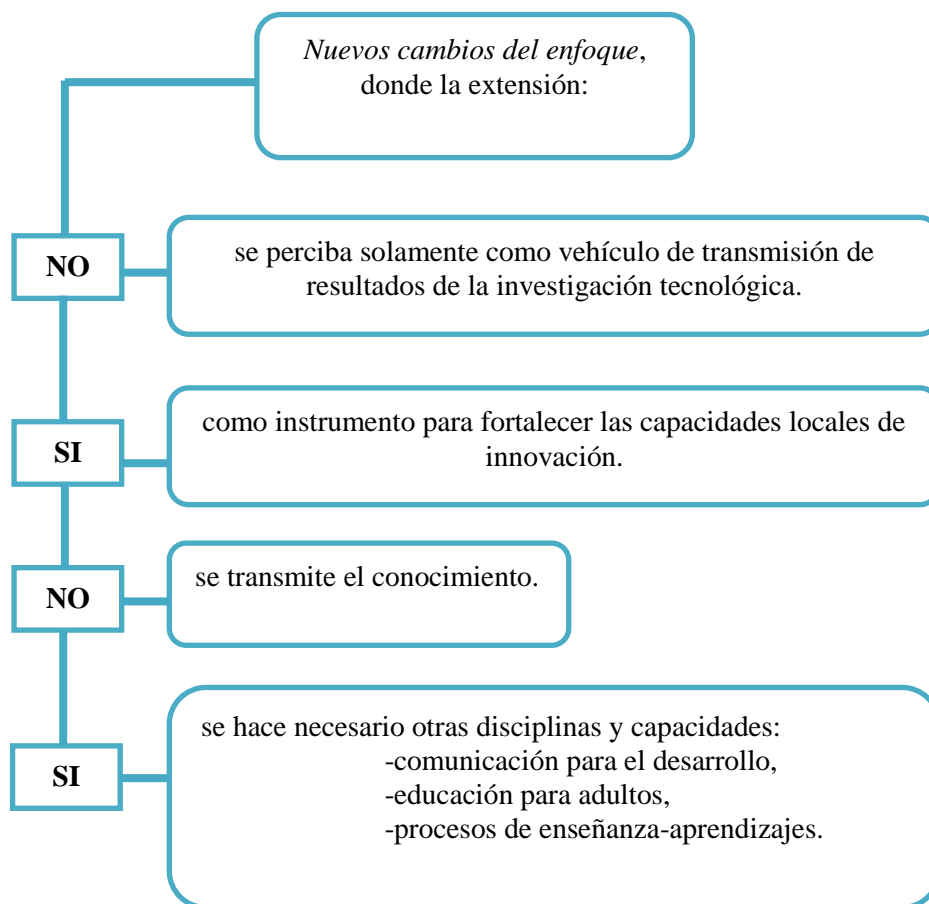 Nuevos cambios del enfoque,
donde la extensión:
NO
se perciba solamente como vehículo de transmisión de
resultados de la investigación tecnológica.
SI
como instrumento para fortalecer las capacidades locales de
innovación.
NO
se transmite el conocimiento.
SI
se hace necesario otras disciplinas y capacidades:
-comunicación para el desarrollo,
-educación para adultos,
-procesos de enseñanza-aprendizajes.